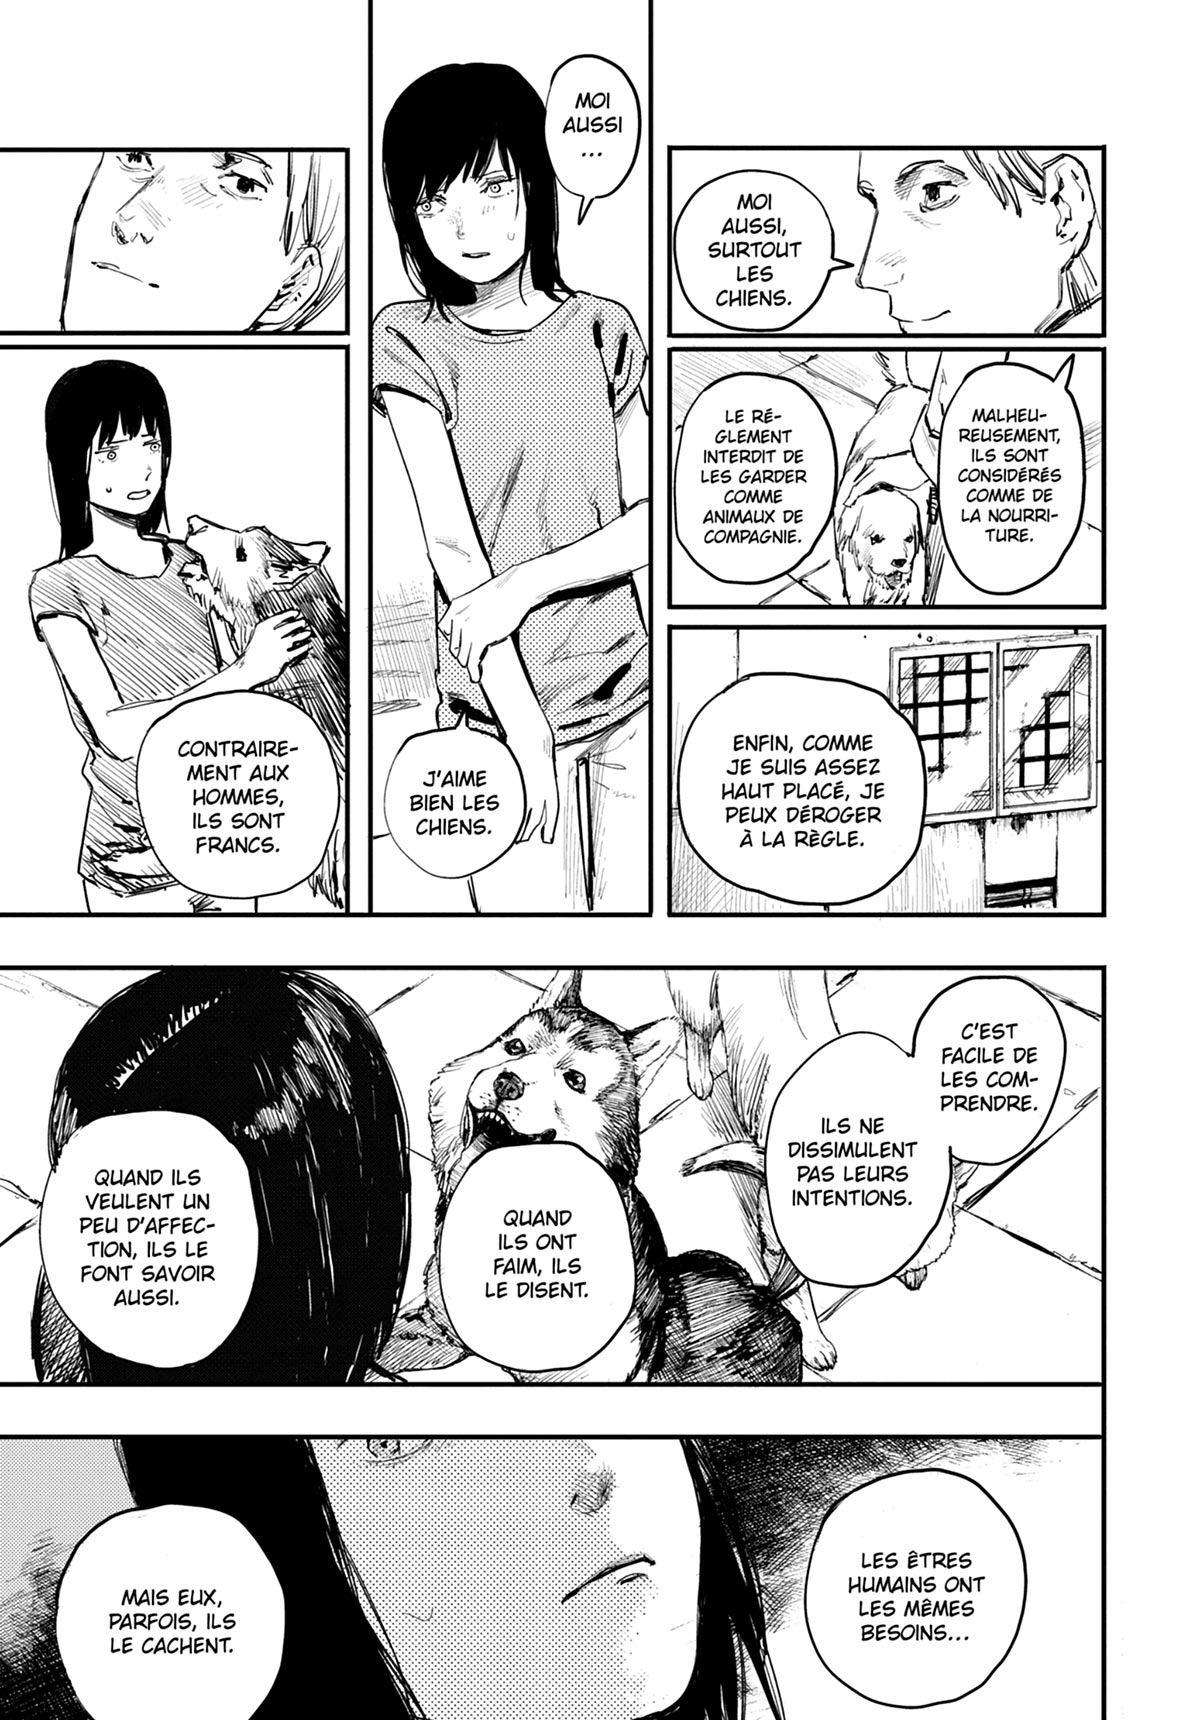 MOI
AUSSI,
SURTOUT
LES
CHIENS.
MALHEU-
REUSEMENT,
ILS SONT
CONSIDÉRÉS
COMME DE
LA NOURRI-
TURE.
LE RÉ-
GLEMENT
INTERDIT DE
LES GARDER
COMME
ANIMAUX DE
COMPAGNIE.
ENFIN, COMME
JE SUIS ASSEZ
HAUT PLACÉ, JE
PEUX DÉROGER
À LA RÈGLE.
MOI
AUSSI
...
J'AIME
BIEN LES
CHIENS.
CONTRAIRE-
MENT AUX
HOMMES,
ILS SONT
FRANCS.
C'EST
FACILE DE
LES COM-
PRENDRE.
ILS NE
DISSIMULENT
PAS LEURS
INTENTIONS.
QUAND
ILS ONT
FAIM, ILS
LE DISENT.
QUAND ILS
VEULENT UN
PEU D'AFFEC-
TION, ILS LE
FONT SAVOIR
AUSSI.
LES ÊTRES
HUMAINS ONT
LES MÊMES
BESOINS...
MAIS EUX,
PARFOIS, ILS
LE CACHENT.